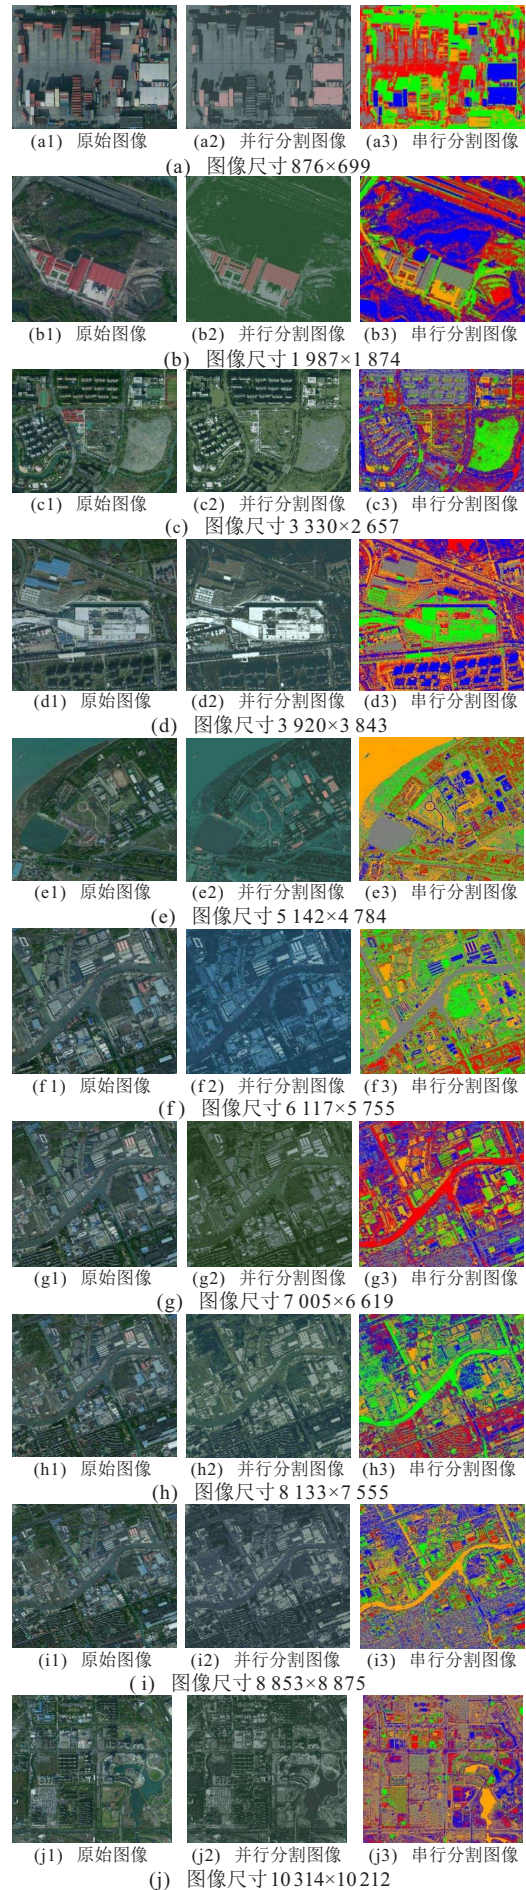 (a1) 原始图像 (a2) 并行分割图像 (a3) 串行分割图像
(a) 图像尺寸876×699
(b1) 原始图像 (b2) 并行分割图像 (b3) 串行分割图像
(b) 图像尺寸1 987×1 874
(c1) 原始图像 (c2) 并行分割图像 (c3) 串行分割图像
(c) 图像尺寸3 330×2 657
(d1) 原始图像 (d2) 并行分割图像 (d3) 串行分割图像
(d) 图像尺寸3 920×3 843
(e1) 原始图像 (e2) 并行分割图像 (e3) 串行分割图像
(e) 图像尺寸5 142×4 784
(f1) 原始图像 (f2) 并行分割图像 (f3) 串行分割图像
(f) 图像尺寸6 117×5 755
(g1) 原始图像 (g2) 并行分割图像 (g3) 串行分割图像
(g) 图像尺寸7 005×6 619
(h1) 原始图像 (h2) 并行分割图像 (h3) 串行分割图像
(h) 图像尺寸8 133×7 555
(i1) 原始图像 (i2) 并行分割图像 (i3) 串行分割图像
(i) 图像尺寸8 853×8 875
(j1) 原始图像 (j2) 并行分割图像 (j3) 串行分割图像
(j) 图像尺寸10 314×10 212